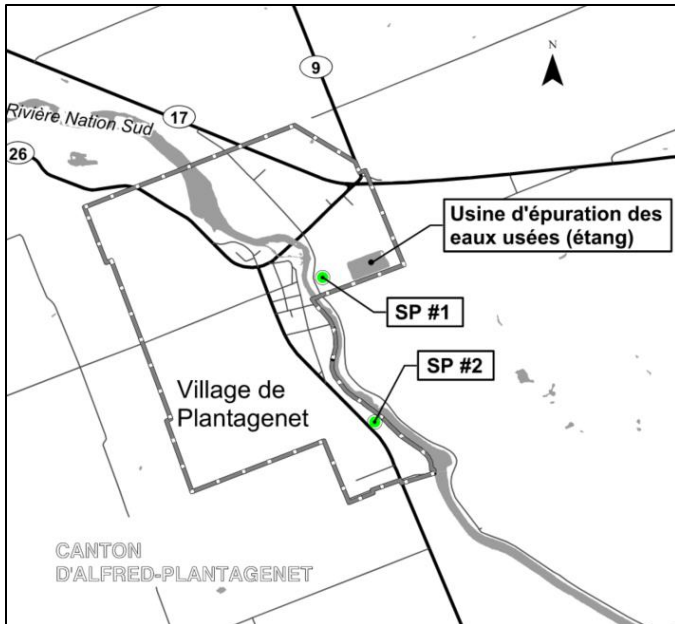 N
9
17
Rivière Nation Sud
26
Usine d'épuration des
eaux usées (étang)
SP #1
SP #2
Village de
Plantagenet
CANTON
D'ALFRED-PLANTAGENET